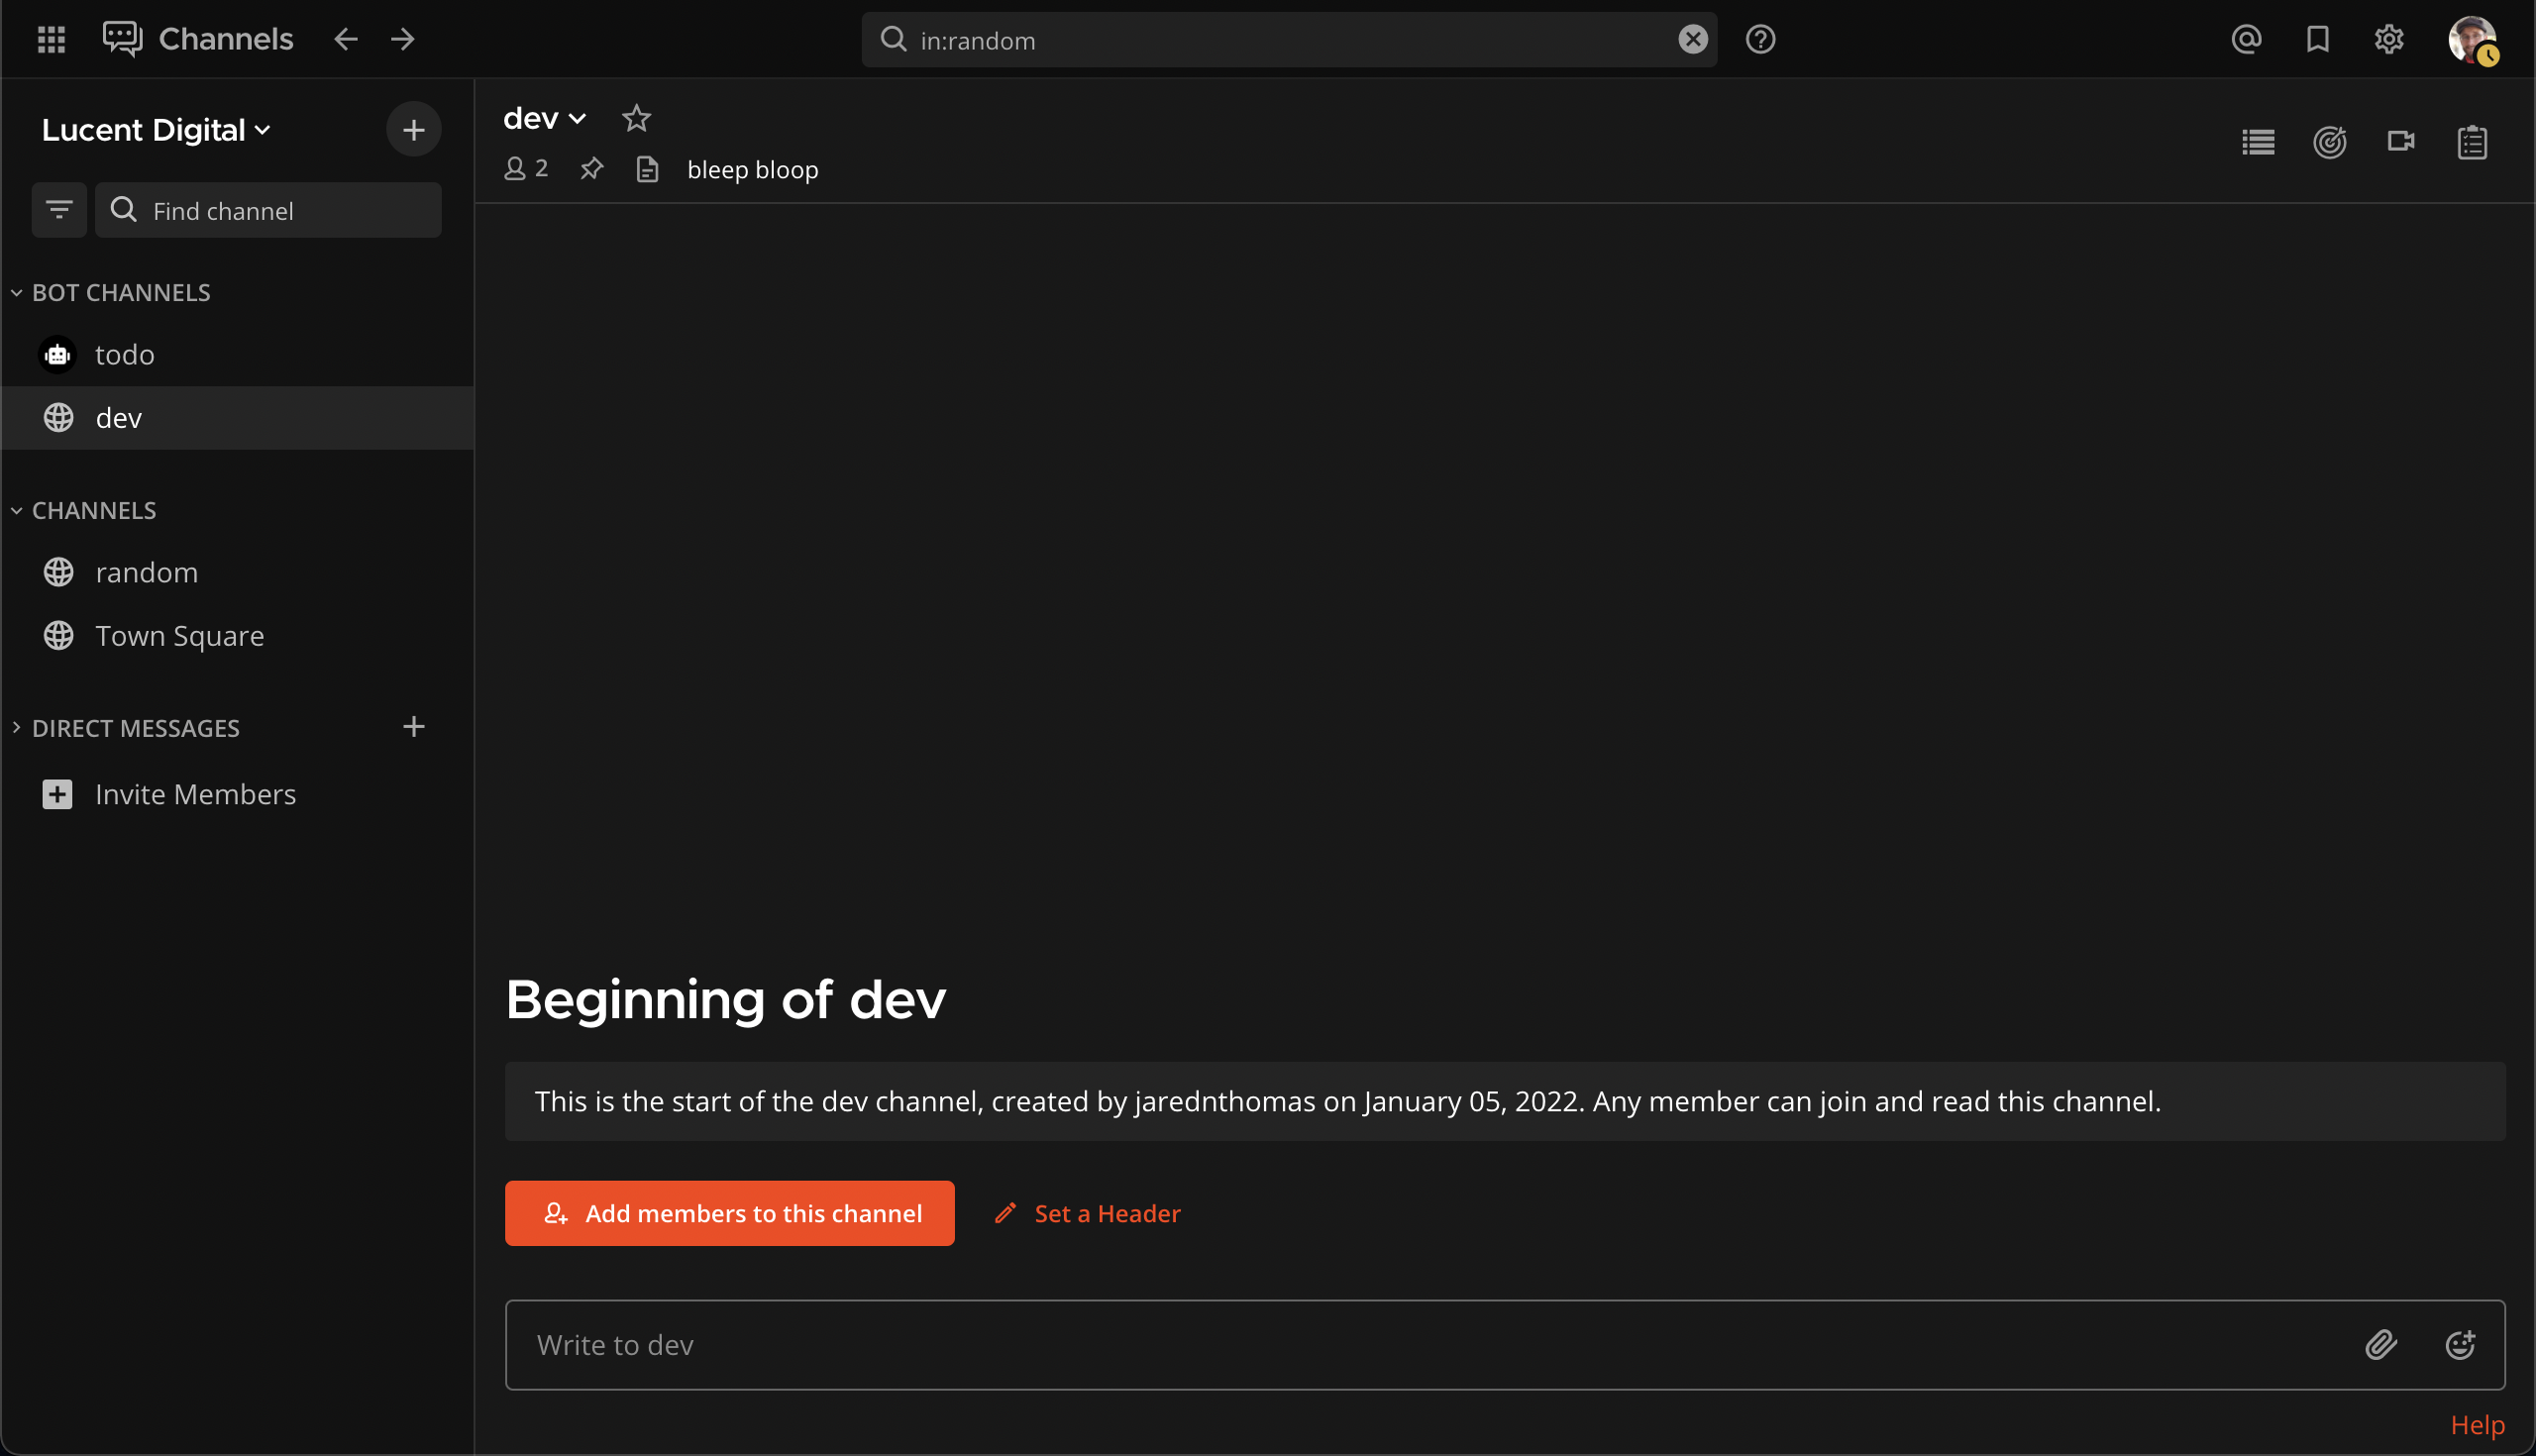 Channels
in:random
Lucent Digital
Find channel
BOT CHANNELS
todo
dev
CHANNELS
random
Town Square
DIRECT MESSAGES
Invite Members
dev
2
bleep bloop
Beginning of dev
This is the start of the dev channel, created by jarednthomas on January 05, 2022. Any member can join and read this channel.
Add members to this channel
Set a Header
Write to dev
Help